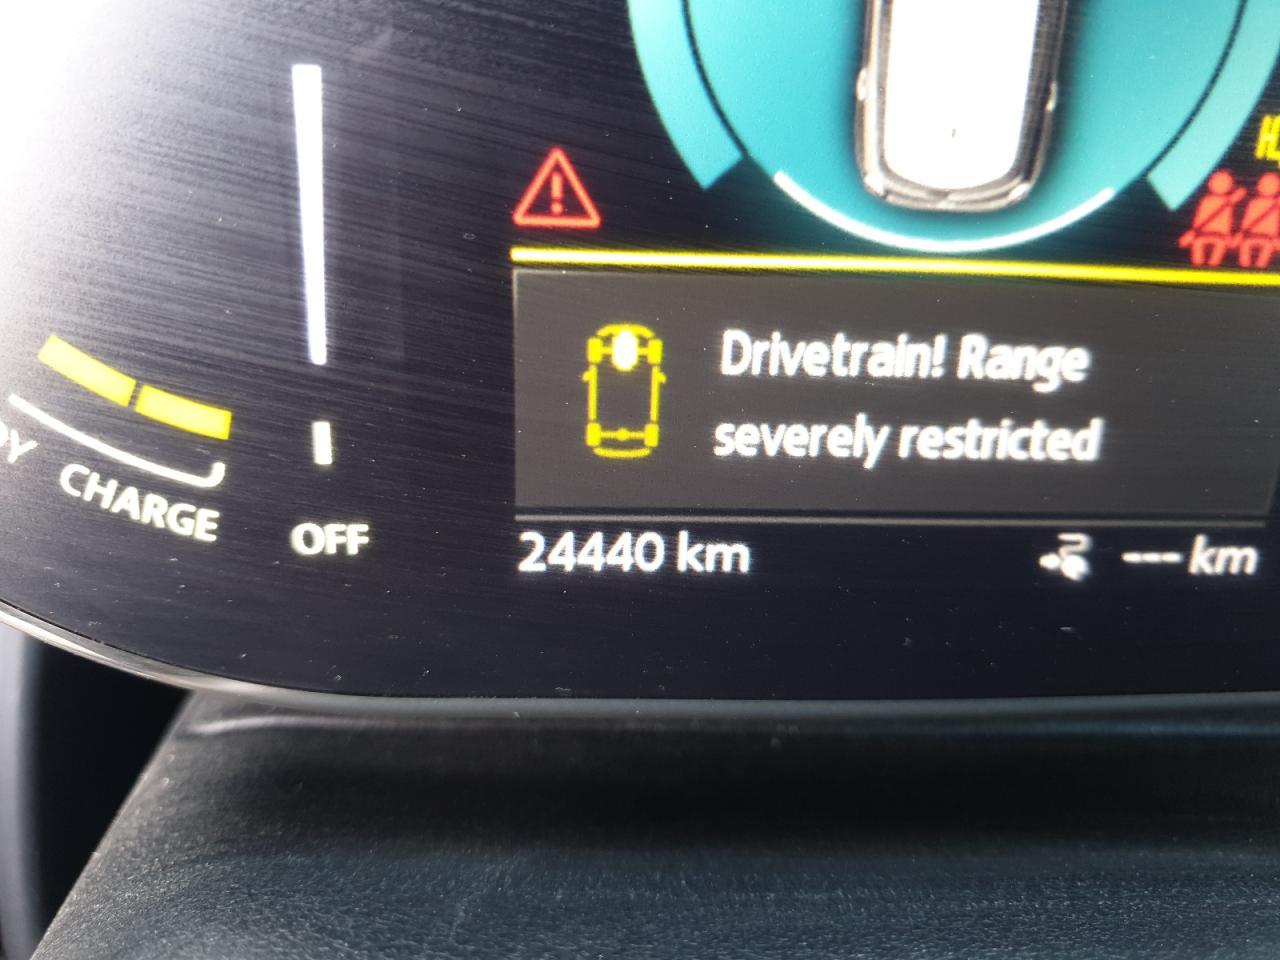 Drivetrain! Range
severely restricted
CHARGE
OFF
24440 km
--- km